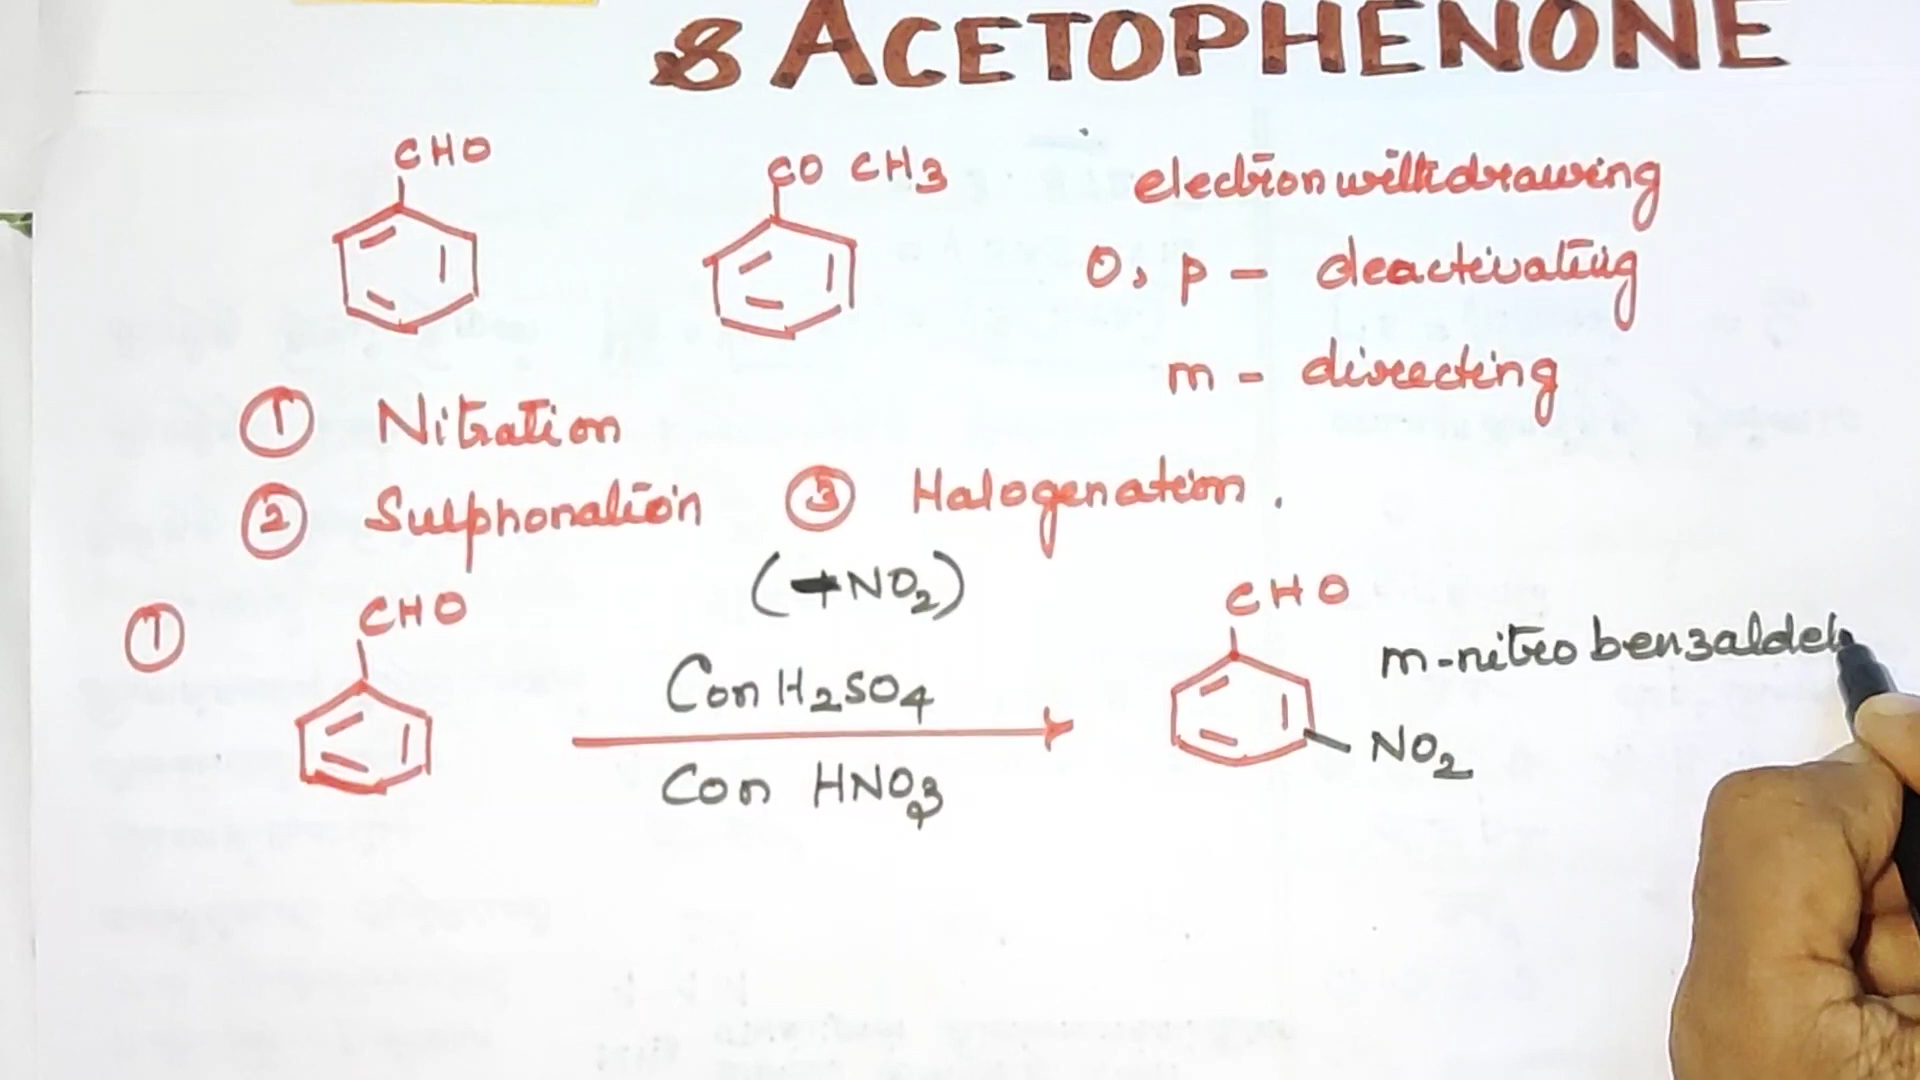 & ACETOPHENONE
CHO
CO CH3
electron withdrawing
O, p - deactivating
m - directing
① Nitration
② Sulphonation ③ Halogenation.
(+NO2)
① CHO
Con H2SO4
Con HNO3
CHO
m-nitro benzaldeh
NO2